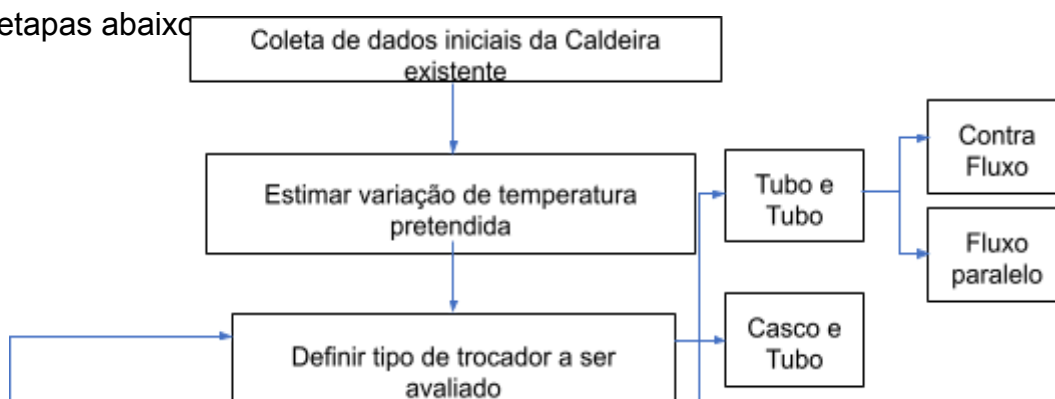 etapas abaixo
Coleta de dados iniciais da Caldeira
existente
Estimar variação de temperatura
pretendida
Definir tipo de trocador a ser
avaliado
Tubo e
Tubo
Casco e
Tubo
Contra
Fluxo
Fluxo
paralelo